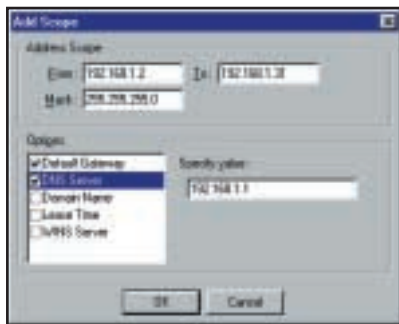 Add Scope
Address Scope
From: 192.168.1.2 To: 192.168.1.31
Mask: 255.255.255.0
Options
Default Gateway
DNS Server
Domain Name
Lease Time
WINS Server
Specify value:
192.168.1.1
OK Cancel